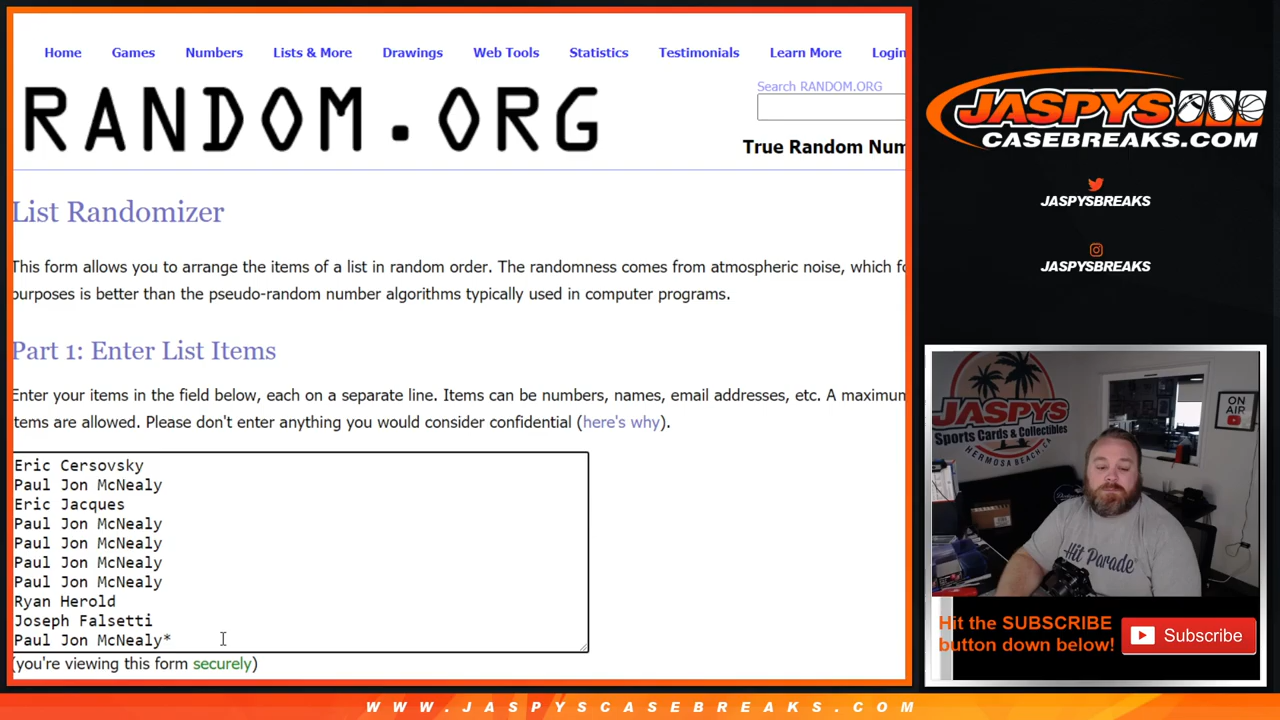 Home Games Numbers Lists & More Drawings Web Tools Statistics Testimonials Learn More Login
RANDOM.ORG
Search RANDOM.ORG
True Random Num
List Randomizer
This form allows you to arrange the items of a list in random order. The randomness comes from atmospheric noise, which fo
purposes is better than the pseudo-random number algorithms typically used in computer programs.
Part 1: Enter List Items
Enter your items in the field below, each on a separate line. Items can be numbers, names, email addresses, etc. A maximum
items are allowed. Please don't enter anything you would consider confidential (here's why).
Eric Cersovsky
Paul Jon McNealy
Eric Jacques
Paul Jon McNealy
Paul Jon McNealy
Paul Jon McNealy
Paul Jon McNealy
Ryan Herold
Joseph Falsetti
Paul Jon McNealy*
(you're viewing this form securely)
JASPYS
CASEBREAKS.COM
JASPYSBREAKS
JASPYSBREAKS
JASPYS
Sports Cards & Collectibles
HERMOSA BEACH, CA
ON
AIR
Hit Parade
Hit the SUBSCRIBE
button down below!
Subscribe
WWW.JASPYSCASEBREAKS.COM